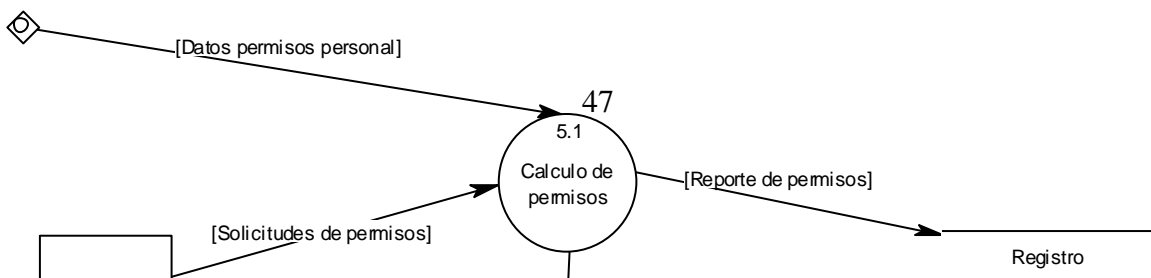 [Datos permisos personal]
47
5.1
Calculo de
permisos
[Reporte de permisos]
[Solicitudes de permisos]
Registro